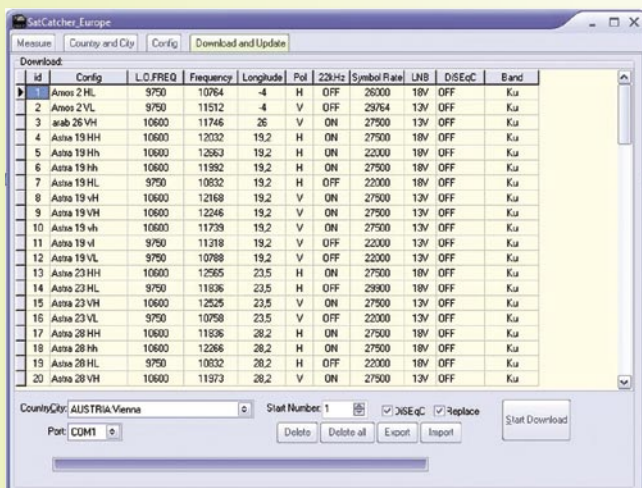 SatCatcher_Europe
Measure Country and City Config Download and Update
Download:
id Config L.O.FREQ Frequency Longitude Pol 22kHz Symbol Rate LNB DiSEqC Band
1 Amos 2 HL 9750 10764 -4 H OFF 26000 18V OFF Ku
2 Amos 2 VL 9750 11512 -4 V OFF 29764 13V OFF Ku
3 arab 26 VH 10600 11746 26 V ON 27500 13V OFF Ku
4 Astra 19 HH 10600 12032 19,2 H ON 27500 18V OFF Ku
5 Astra 19 Hh 10600 12663 19,2 H ON 22000 18V OFF Ku
6 Astra 19 hh 10600 11992 19,2 H ON 27500 18V OFF Ku
7 Astra 19 HL 9750 10832 19,2 H OFF 22000 18V OFF Ku
8 Astra 19 vH 10600 12168 19,2 V ON 27500 13V OFF Ku
9 Astra 19 VH 10600 12246 19,2 V ON 27500 13V OFF Ku
10 Astra 19 vh 10600 11739 19,2 V ON 27500 13V OFF Ku
11 Astra 19 vl 9750 11318 19,2 V OFF 22000 13V OFF Ku
12 Astra 19 VL 9750 10788 19,2 V OFF 22000 13V OFF Ku
13 Astra 23 HH 10600 12565 23,5 H ON 27500 18V OFF Ku
14 Astra 23 HL 9750 11836 23,5 H OFF 29900 18V OFF Ku
15 Astra 23 VH 10600 12525 23,5 V ON 27500 13V OFF Ku
16 Astra 23 VL 9750 10758 23,5 V OFF 22000 13V OFF Ku
17 Astra 28 HH 10600 11836 28,2 H ON 27500 18V OFF Ku
18 Astra 28 hh 10600 12266 28,2 H ON 27500 18V OFF Ku
19 Astra 28 HL 9750 10832 28,2 H OFF 22000 18V OFF Ku
20 Astra 28 VH 10600 11973 28,2 V ON 27500 13V OFF Ku
CountryCity: AUSTRIA:Vienna Start Number: 1 DiSEqC Replace Start Download
Port: COM1 Delete Delete all Export Import